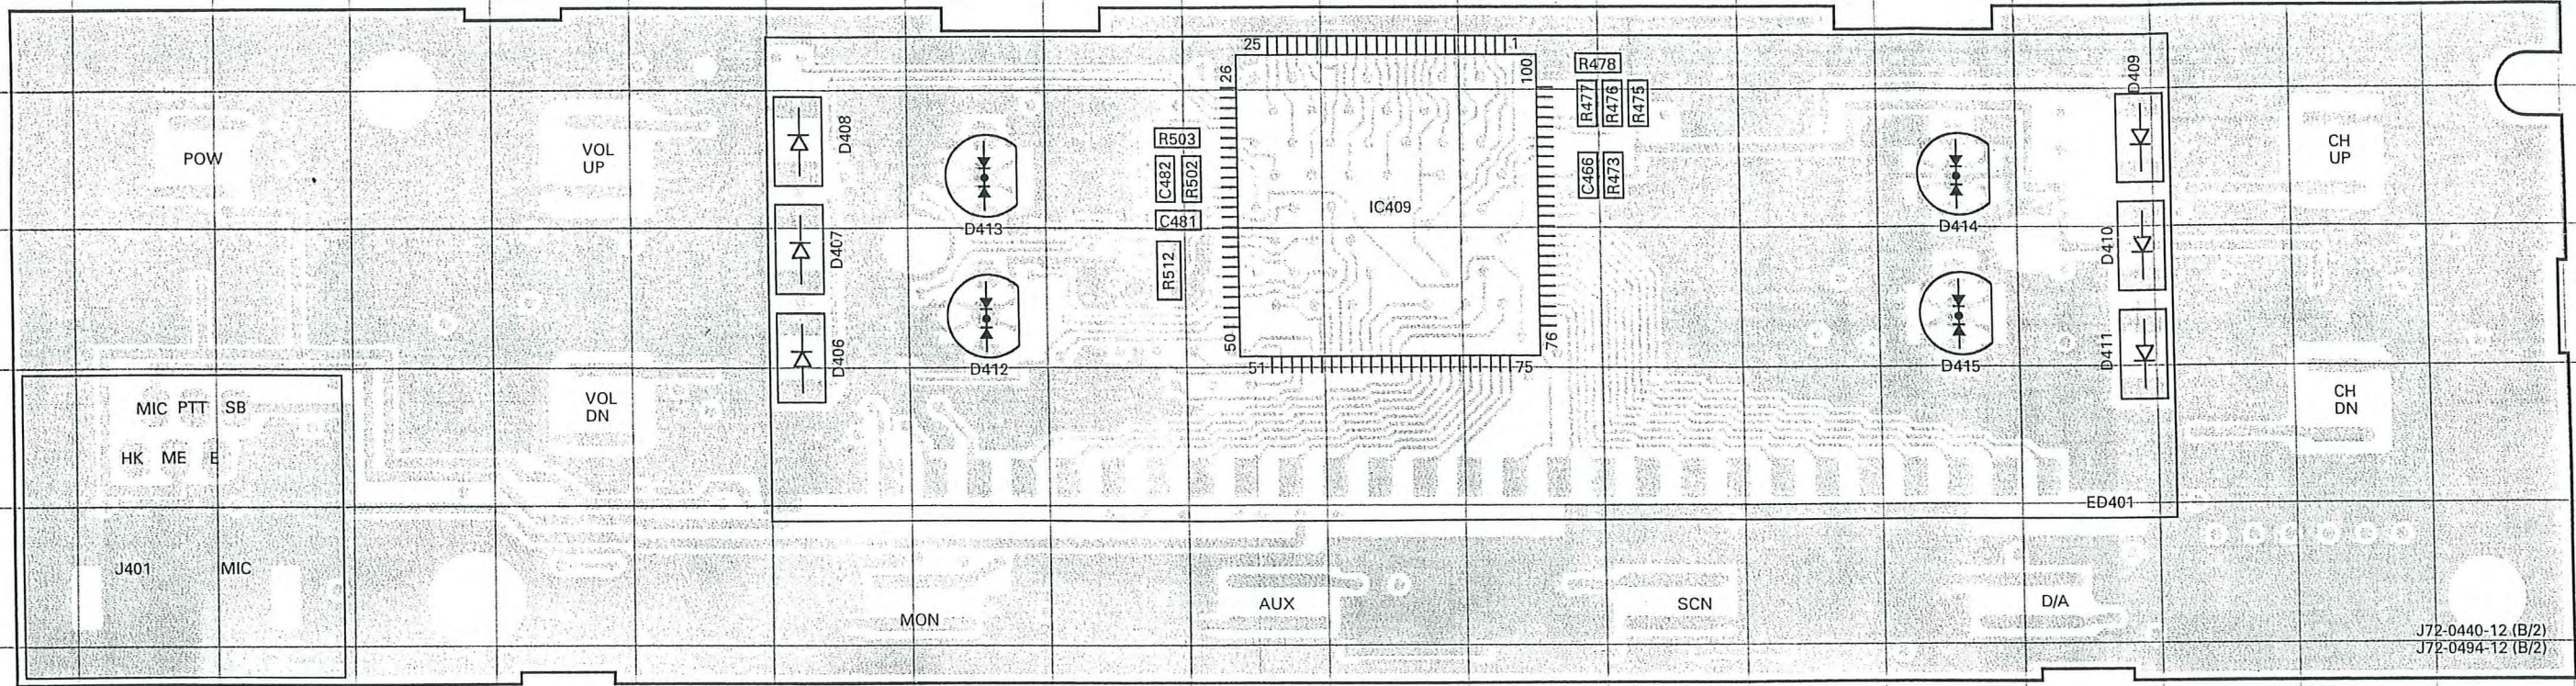 25
1
26
100
R478
R477
R476
R475
D409
POW
VOL
UP
D408
D413
R503
C482
R502
C481
R512
IC409
C466
R473
D414
CH
UP
D407
D410
D406
D412
50
51
75
76
D415
D411
MIC PTT SB
HK ME E
VOL
DN
CH
DN
ED401
J401
MIC
MON
AUX
SCN
D/A
J72-0440-12 (B/2)
J72-0494-12 (B/2)